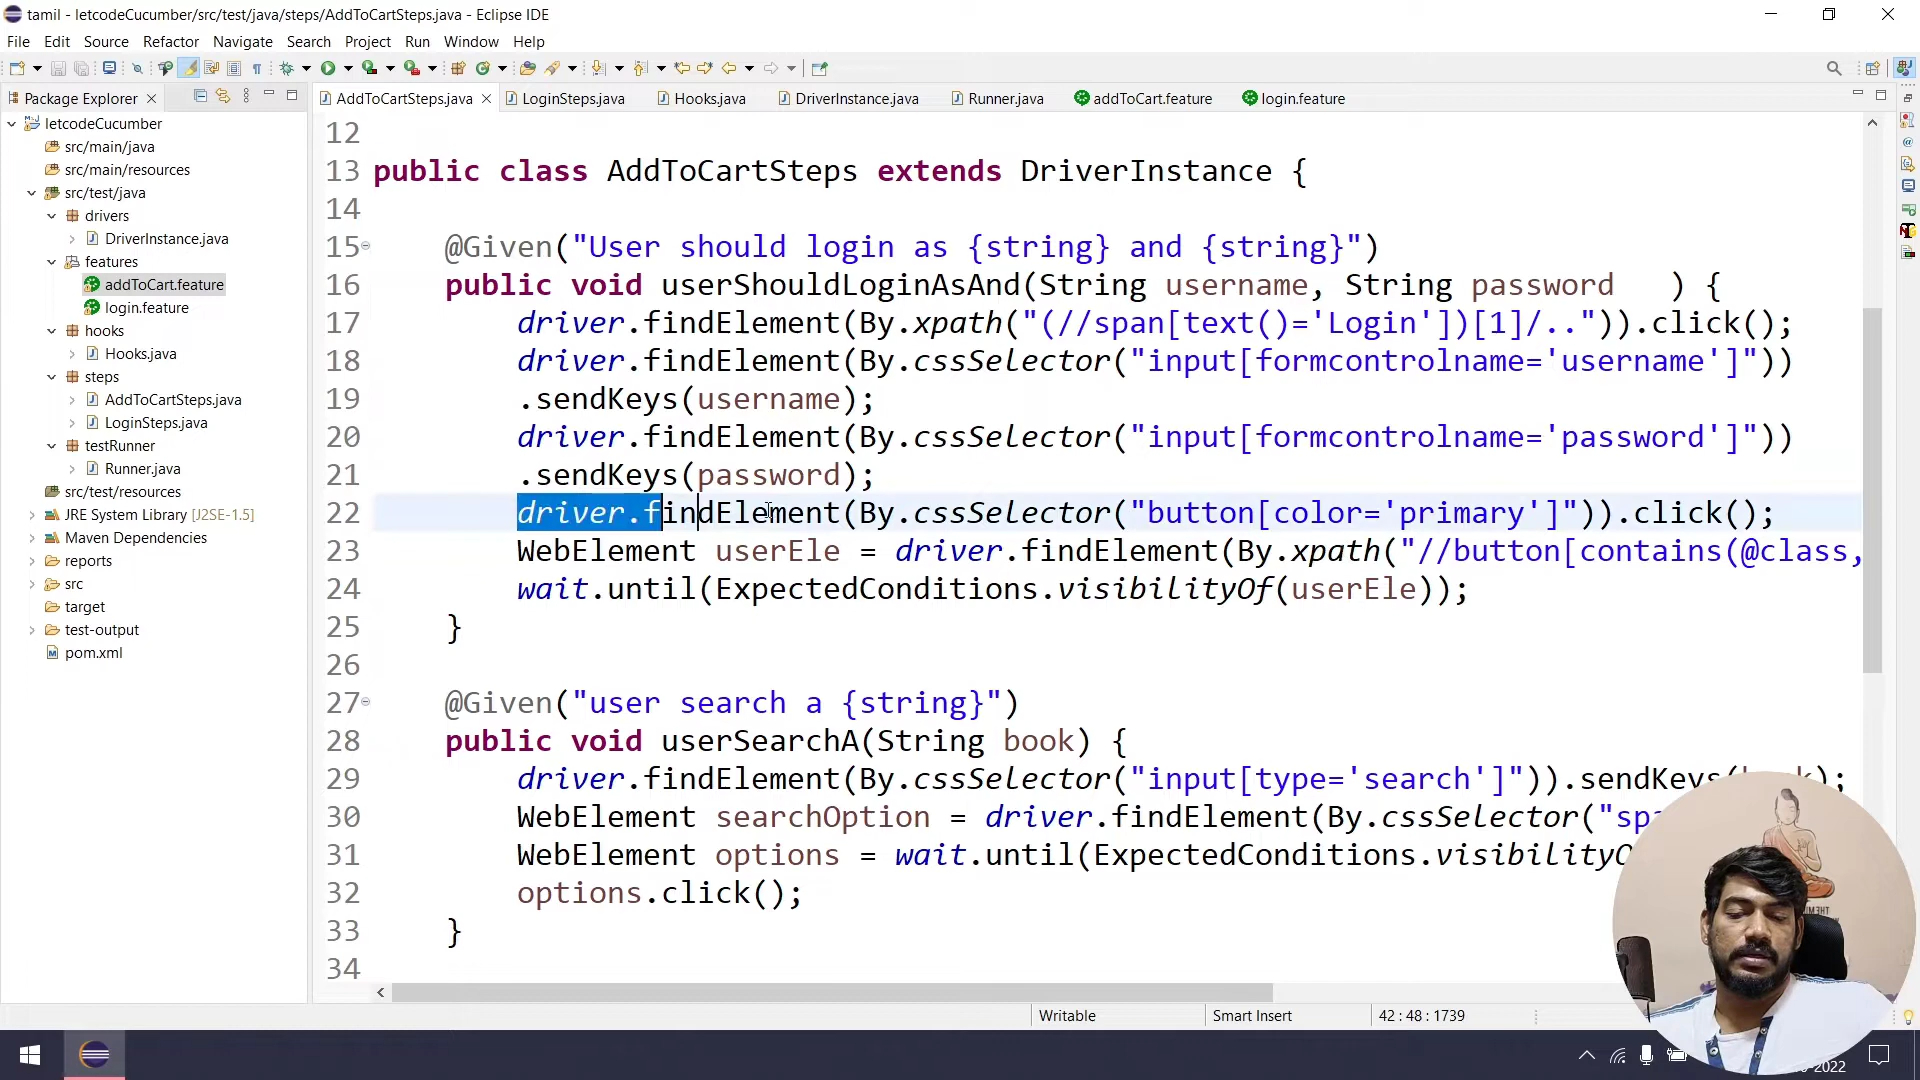 tamil - letcodeCucumber/src/test/java/steps/AddToCartSteps.java - Eclipse IDE
File Edit Source Refactor Navigate Search Project Run Window Help
Package Explorer
AddToCartSteps.java LoginSteps.java Hooks.java DriverInstance.java Runner.java addToCart.feature login.feature
letcodeCucumber
src/main/java
src/main/resources
src/test/java
drivers
DriverInstance.java
features
addToCart.feature
login.feature
hooks
Hooks.java
steps
AddToCartSteps.java
LoginSteps.java
testRunner
Runner.java
src/test/resources
JRE System Library [J2SE-1.5]
Maven Dependencies
reports
src
target
test-output
pom.xml
12
13 public class AddToCartSteps extends DriverInstance {
14
15 @Given("User should login as {string} and {string}")
16 public void userShouldLoginAsAnd(String username, String password ) {
17 driver.findElement(By.xpath("(//span[text()='Login'])[1]/..")).click();
18 driver.findElement(By.cssSelector("input[formcontrolname='username']"))
19 .sendKeys(username);
20 driver.findElement(By.cssSelector("input[formcontrolname='password']"))
21 .sendKeys(password);
22 driver.findElement(By.cssSelector("button[color='primary']")).click();
23 WebElement userEle = driver.findElement(By.xpath("//button[contains(@class,
24 wait.until(ExpectedConditions.visibilityOf(userEle));
25 }
26
27 @Given("user search a {string}")
28 public void userSearchA(String book) {
29 driver.findElement(By.cssSelector("input[type='search']")).sendKeys(book);
30 WebElement searchOption = driver.findElement(By.cssSelector("
31 WebElement options = wait.until(ExpectedConditions.
32 options.click();
33 }
34
Writable Smart Insert 42 : 48 : 1739
2022